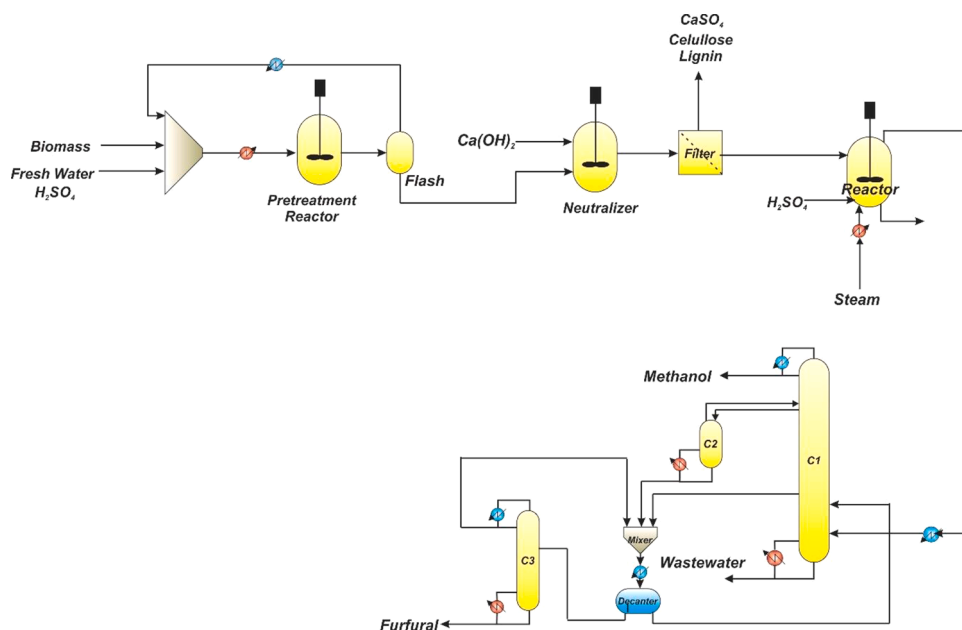 CaSO₄
Celullose
Lignin
Biomass
Fresh Water
H₂SO₄
Pretreatment
Reactor
Flash
Ca(OH)₂
Neutralizer
Filter
Reactor
H₂SO₄
Steam
Methanol
C2
C1
C3
Mixer
Wastewater
Decanter
Furfural